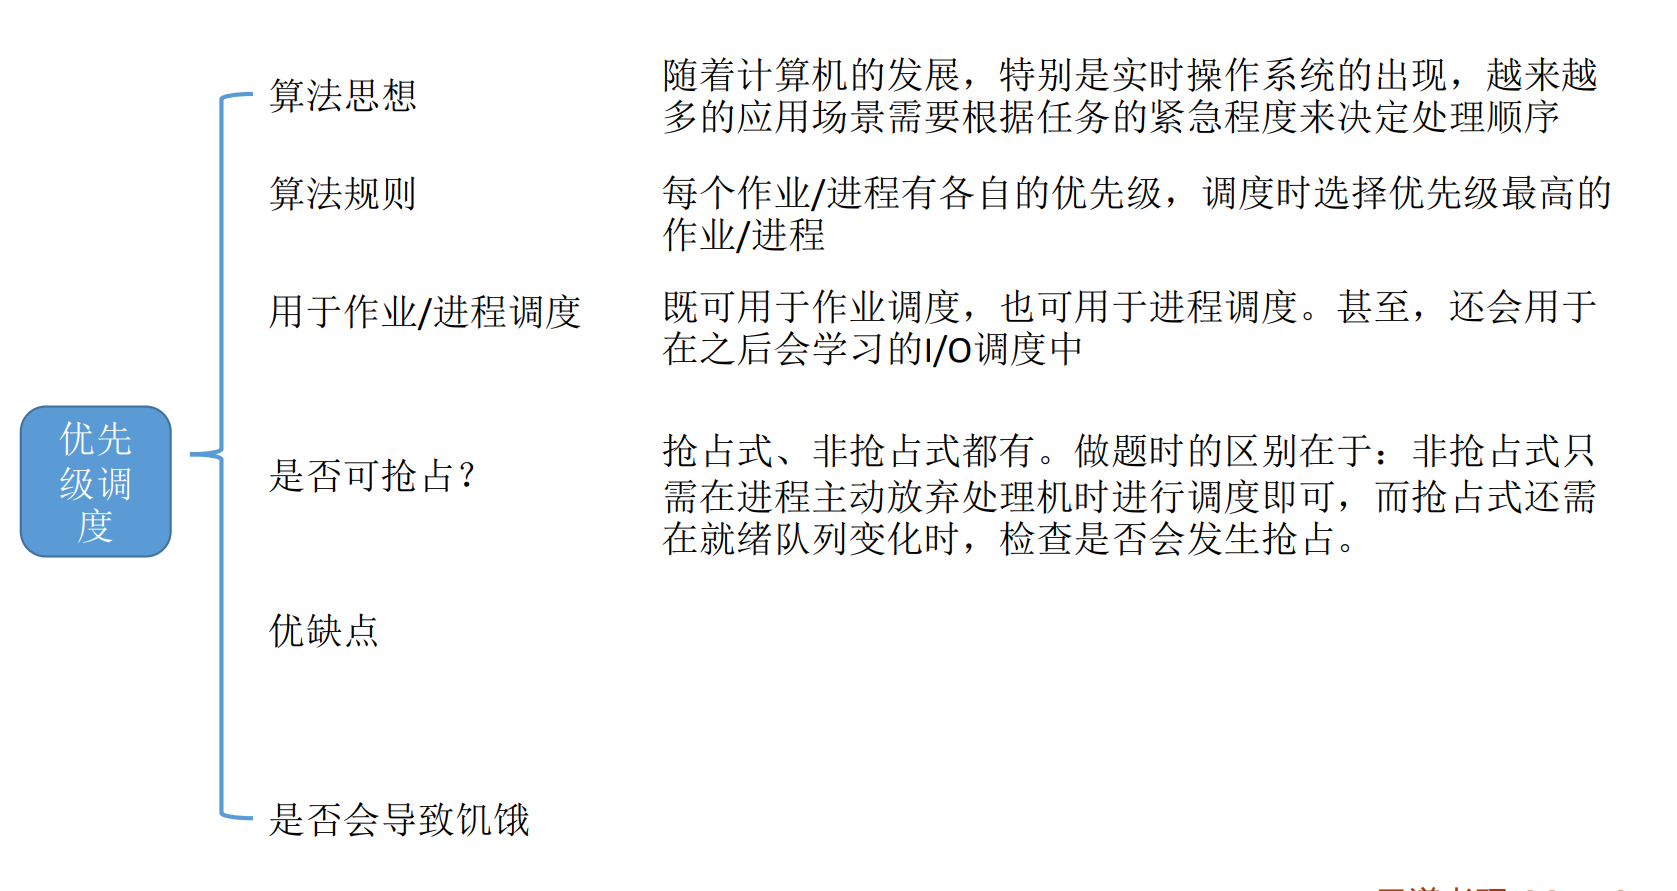 算法思想
随着计算机的发展，特别是实时操作系统的出现，越来越
多的应用场景需要根据任务的紧急程度来决定处理顺序
算法规则
每个作业/进程有各自的优先级，调度时选择优先级最高的
作业/进程
用于作业/进程调度
既可用于作业调度，也可用于进程调度。甚至，还会用于
在之后会学习的I/O调度中
优先
级调
度
是否可抢占？
抢占式、非抢占式都有。做题时的区别在于：非抢占式只
需在进程主动放弃处理机时进行调度即可，而抢占式还需
在就绪队列变化时，检查是否会发生抢占。
优缺点
是否会导致饥饿